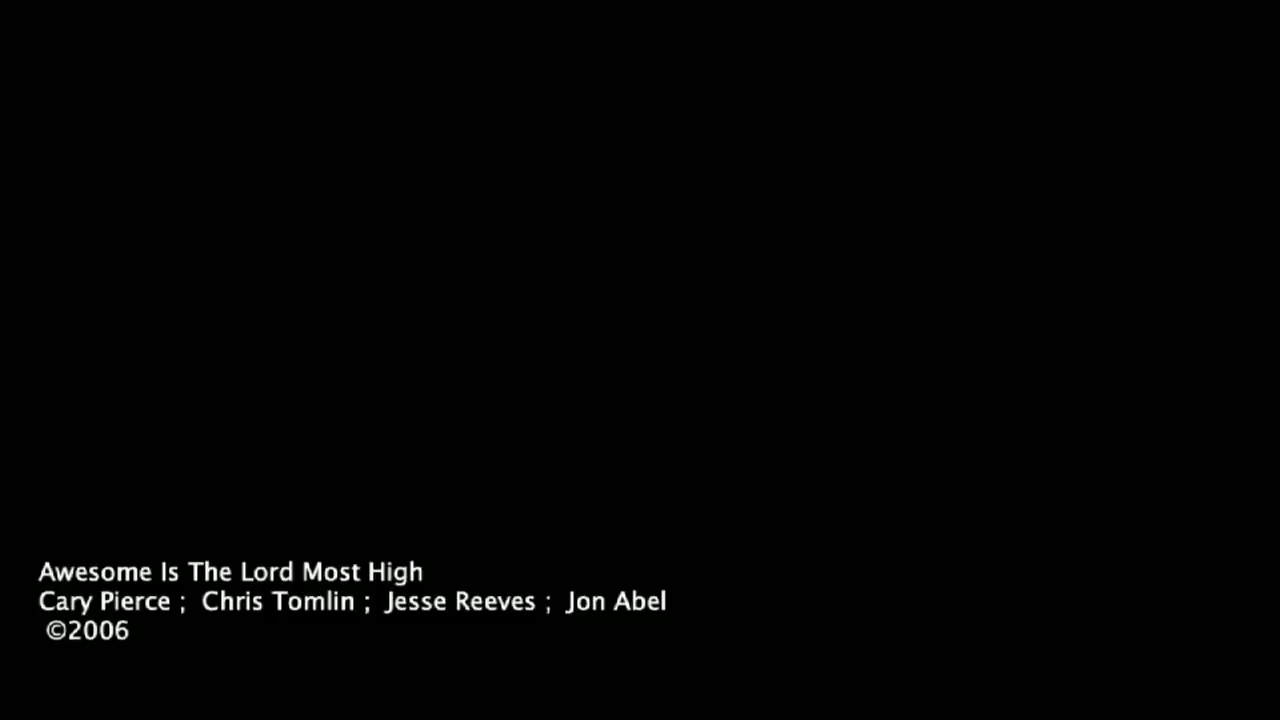 Awesome Is The Lord Most High
Cary Pierce ;  Chris Tomlin ;  Jesse Reeves ;  Jon Abel
©2006